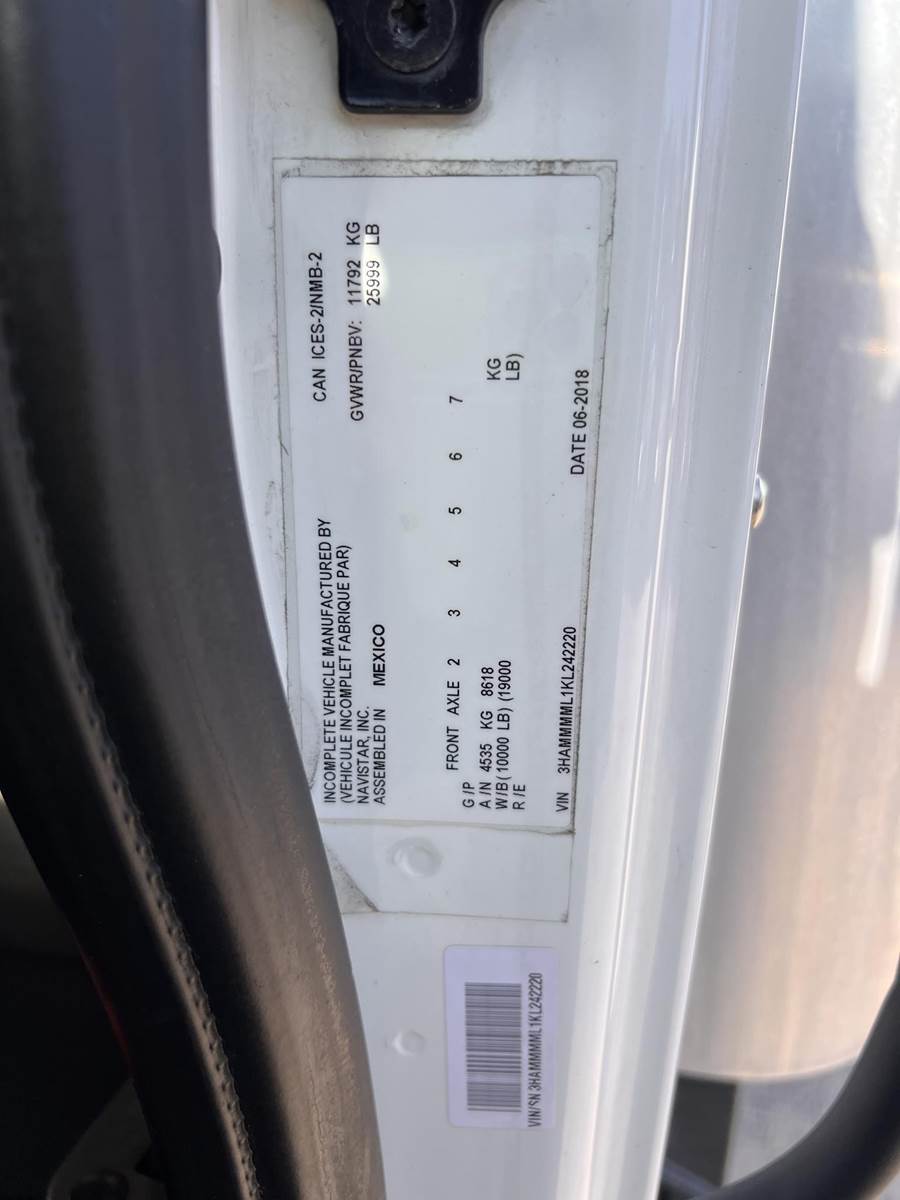 INCOMPLETE VEHICLE MANUFACTURED BY
(VEHICULE INCOMPLET FABRIQUE PAR)
NAVISTAR, INC.
ASSEMBLED IN MEXICO
CAN ICES-2/NMB-2
GVWR/PNBV: 11792 KG
25999 LB
FRONT AXLE 2 3 4 5 6 7
G/P
A/N 4535 KG 8618 KG
W/B (10000 LB) (19000 LB)
R/E
VIN 3HAMMMML1KL242220
DATE 06-2018
VIN/SN 3HAMMMML1KL242220